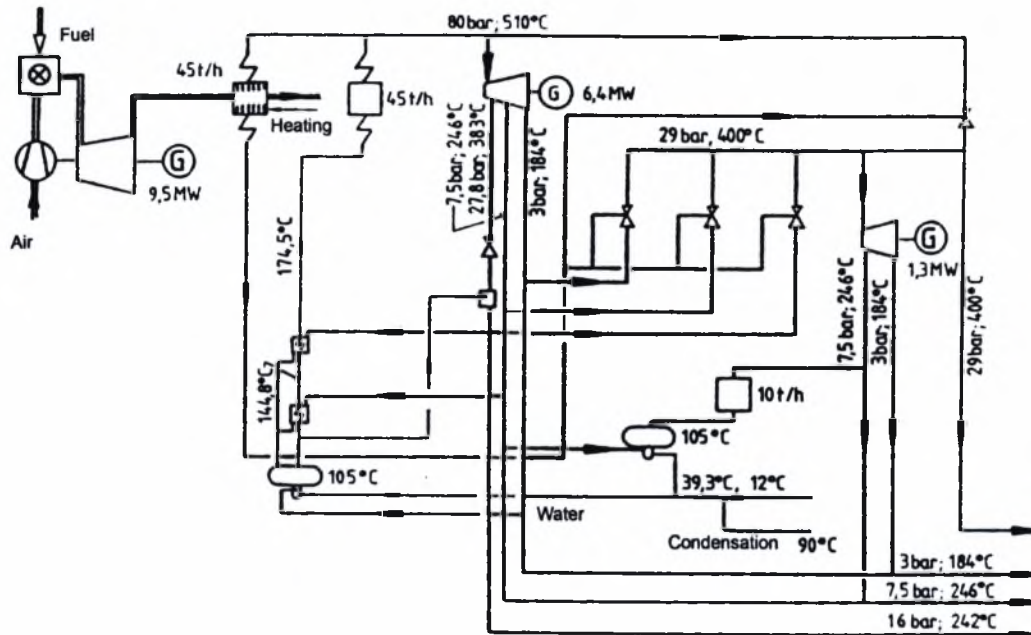 80 bar; 510°C
Fuel
45t/h
45t/h
G
6,4 MW
Heating
7,5 bar; 246°C
27,8 bar; 383°C
3 bar; 184°C
29 bar, 400°C
G
9,5 MW
G
1,3 MW
Air
174,5°C
7,5 bar; 246°C
3 bar; 184°C
29 bar; 400°C
144,8°C
10 t/h
105°C
105°C
39,3°C, 12°C
Water
Condensation
90°C
3 bar; 184°C
7,5 bar; 246°C
16 bar; 242°C